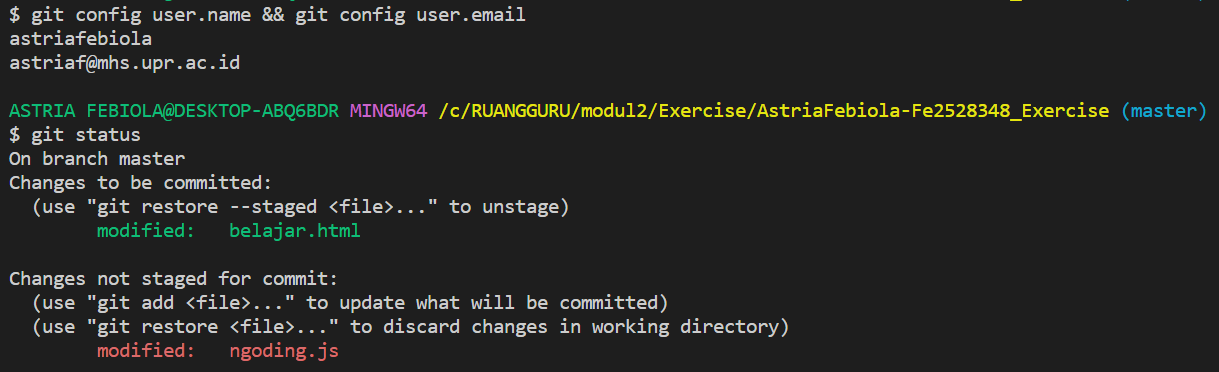 $ git config user.name && git config user.email
astriafebiola
astriaf@mhs.upr.ac.id
ASTRIA FEBIOLA@DESKTOP-ABQ6BDR MINGW64 /c/RUANGGURU/modul2/Exercise/AstriaFebiola-Fe2528348_Exercise (master)
$ git status
On branch master
Changes to be committed:
  (use "git restore --staged <file>..." to unstage)
        modified:   belajar.html
Changes not staged for commit:
  (use "git add <file>..." to update what will be committed)
  (use "git restore <file>..." to discard changes in working directory)
        modified:   ngoding.js